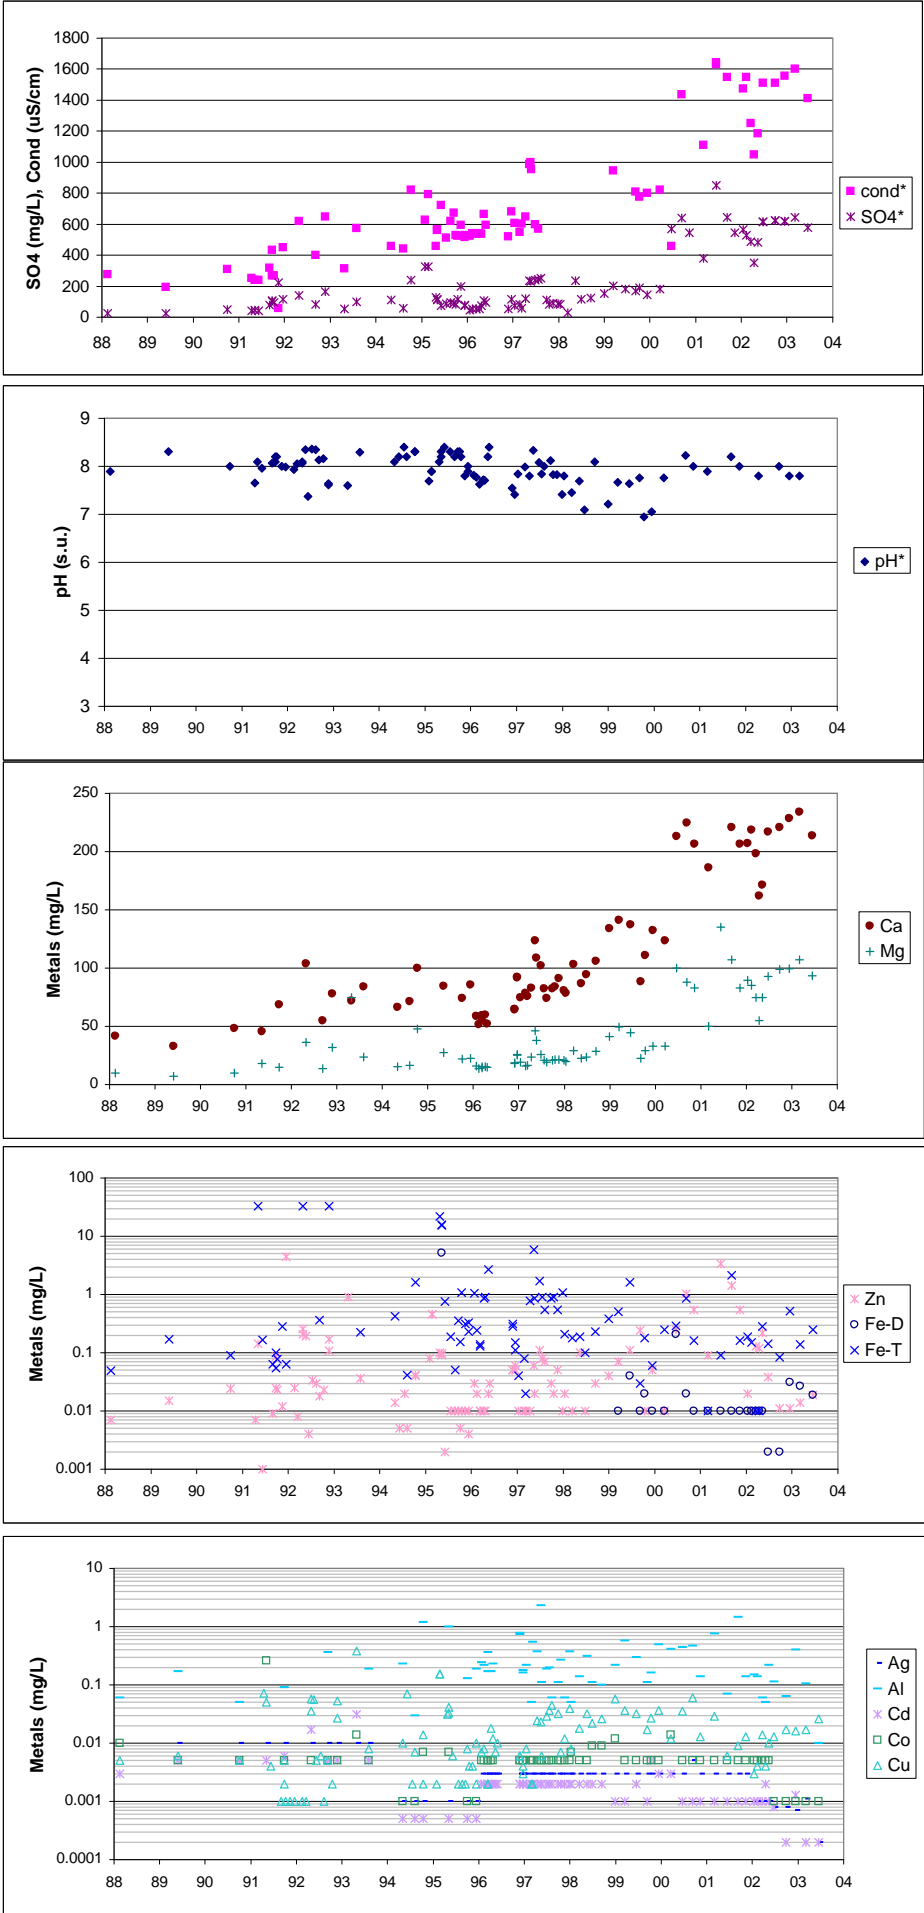 SO4 (mg/L), Cond (uS/cm)
1800
1600
1400
1200
1000
800
600
400
200
0
88 89 90 91 92 93 94 95 96 97 98 99 00 01 02 03 04
cond*
SO4*
pH (s.u.)
9
8
7
6
5
4
3
88 89 90 91 92 93 94 95 96 97 98 99 00 01 02 03 04
pH*
Metals (mg/L)
250
200
150
100
50
0
88 89 90 91 92 93 94 95 96 97 98 99 00 01 02 03 04
Ca
Mg
Metals (mg/L)
100
10
1
0.1
0.01
0.001
88 89 90 91 92 93 94 95 96 97 98 99 00 01 02 03 04
Zn
Fe-D
Fe-T
Metals (mg/L)
10
1
0.1
0.01
0.001
0.0001
88 89 90 91 92 93 94 95 96 97 98 99 00 01 02 03 04
Ag
Al
Cd
Co
Cu